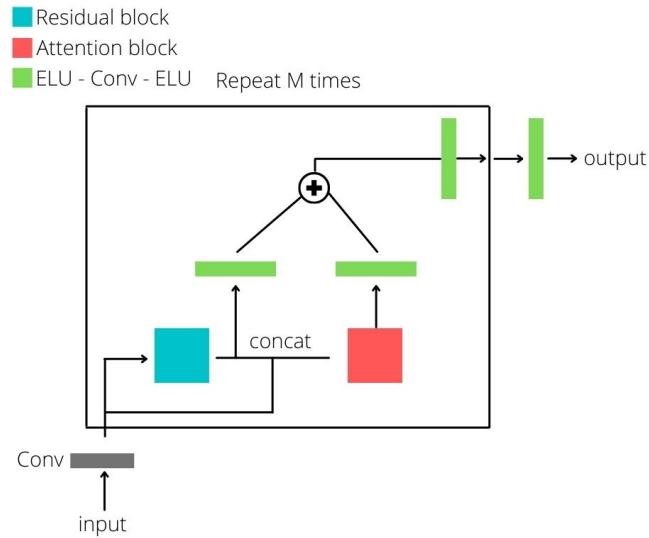 Residual block
Attention block
ELU - Conv - ELU
Repeat M times
output
concat
Conv
input